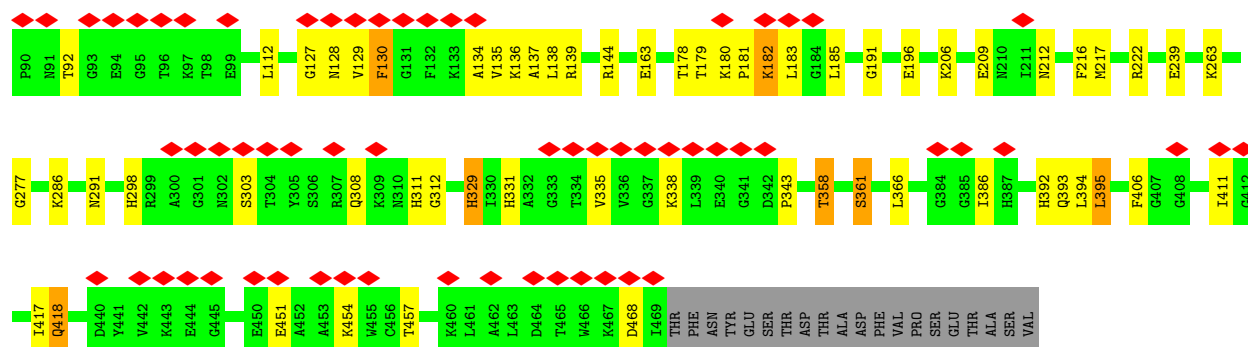 P90 N91 T92 G93 E94 G95 T96 K97 T98 E99 L112 G127 N128 V129 F130 G131 F132 K133 A134 V135 K136 A137 L138 R139 R144 E163 T178 T179 K180 P181 K182 L183 G184 L185 G191 E196 K206 E209 N210 I211 N212 F216 M217 R222 E239 K263
G277 K286 N291 H298 R299 A300 G301 N302 S303 T304 Y305 S306 R307 Q308 K309 N310 H311 G312 H329 I330 H331 A332 G333 T334 V335 V336 G337 K338 L339 E340 G341 D342 P343 T358 S361 L366 G384 G385 I386 H387 H392 Q393 L394 L395 F406 G407 G408 I411 G412
I417 Q418 D440 Y441 V442 K443 E444 G445 E450 E451 A452 A453 K454 W455 C456 T457 K460 L461 A462 L463 D464 T465 W466 K467 D468 I469 THR PHE ASN TYR GLU SER THR ASP THR ALA ASP PHE VAL PRO SER GLU THR ALA SER VAL